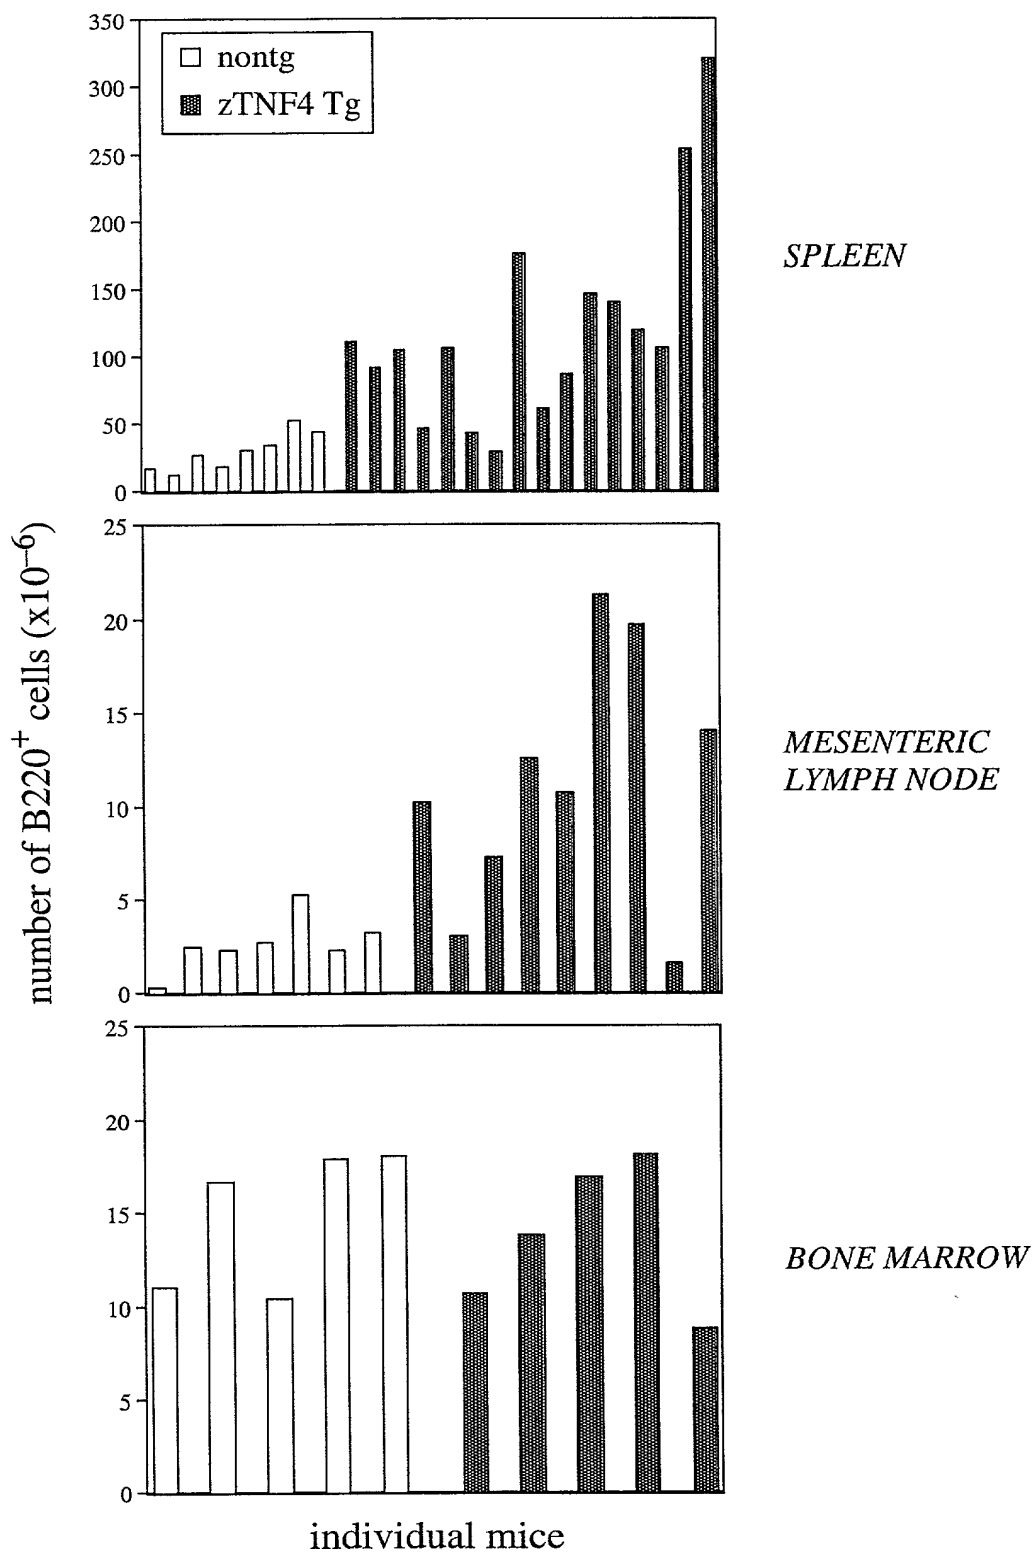 350
300
250
200
150
100
50
0
nontg
zTNF4 Tg
SPLEEN
25
20
15
10
5
0
MESENTERIC
LYMPH NODE
25
20
15
10
5
0
BONE MARROW
number of B220⁺ cells (x10⁻⁶)
individual mice